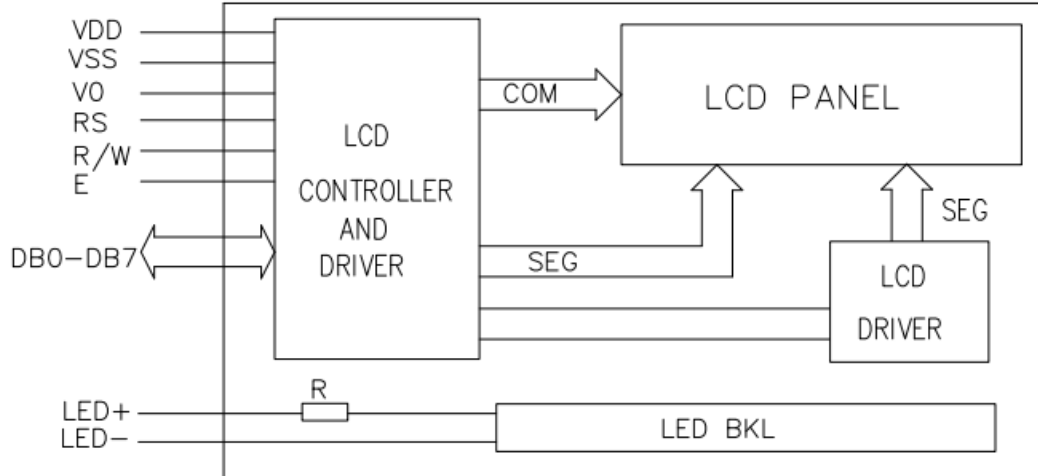 VDD
VSS
V0
RS
R/W
E
DB0-DB7
LCD
CONTROLLER
AND
DRIVER
COM
LCD PANEL
SEG
SEG
LCD
DRIVER
R
LED+
LED-
LED BKL